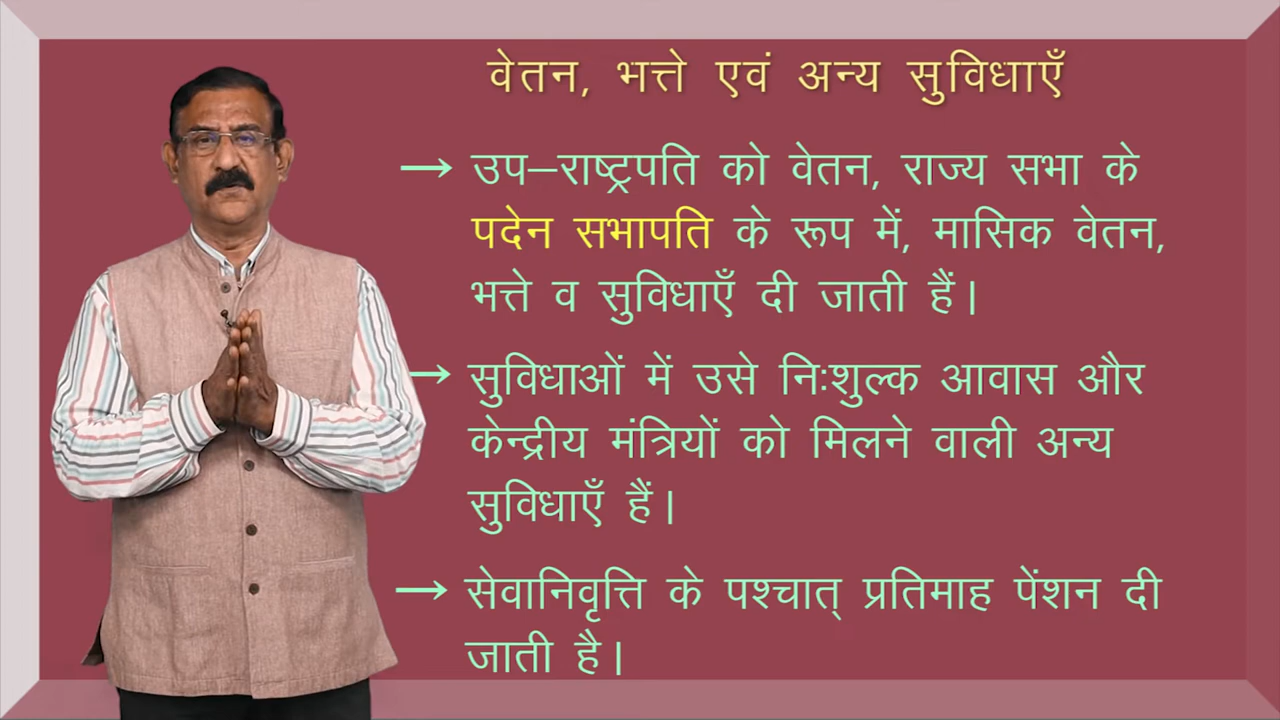 वेतन, भत्ते एवं अन्य सुविधाएँ
→ उप–राष्ट्रपति को वेतन, राज्य सभा के
पदेन सभापति के रूप में, मासिक वेतन,
भत्ते व सुविधाएँ दी जाती हैं।
→ सुविधाओं में उसे निःशुल्क आवास और
केन्द्रीय मंत्रियों को मिलने वाली अन्य
सुविधाएँ हैं।
→ सेवानिवृत्ति के पश्चात् प्रतिमाह पेंशन दी
जाती है।